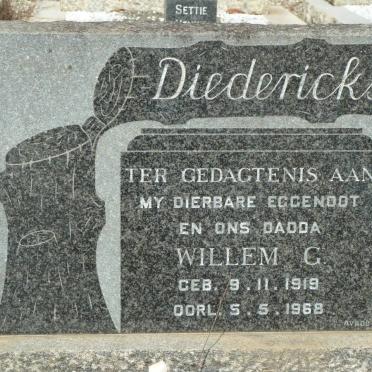 SETTIE
Diedericks
TER GEDAGTENIS AAN
MY DIERBARE EGGENOOT
EN ONS DADDA
WILLEM G.
GEB. 9.11.1919
OORL. 5.5.1968